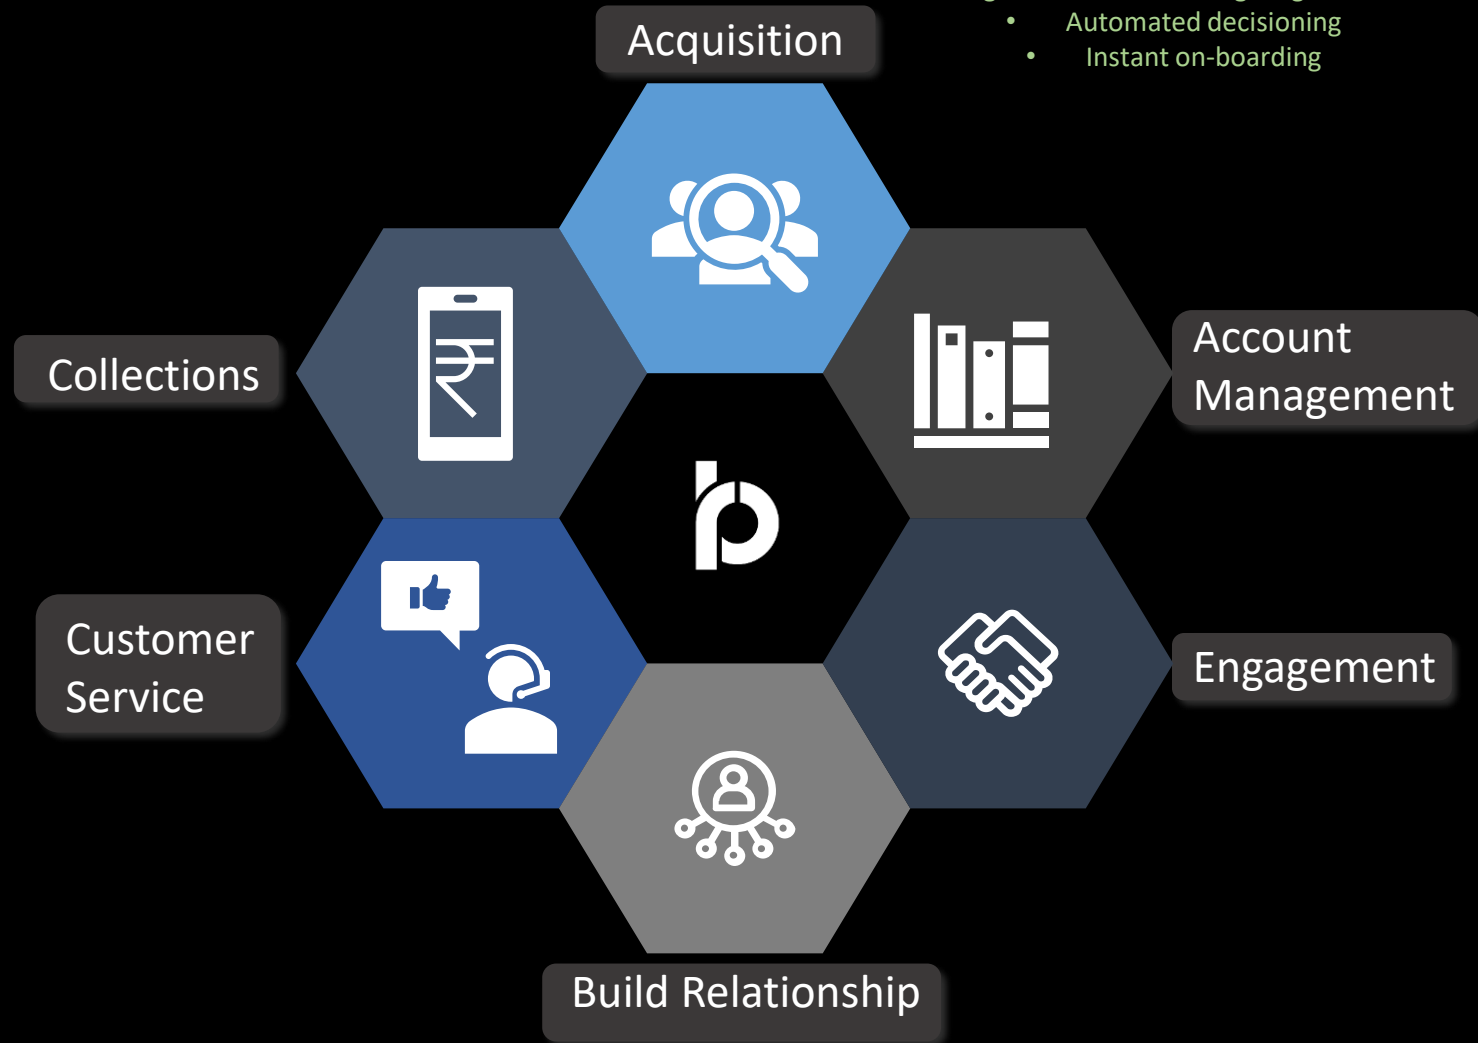 • Automated decisioning
• Instant on-boarding
Acquisition
Account
Management
Collections
Customer
Service
Engagement
Build Relationship